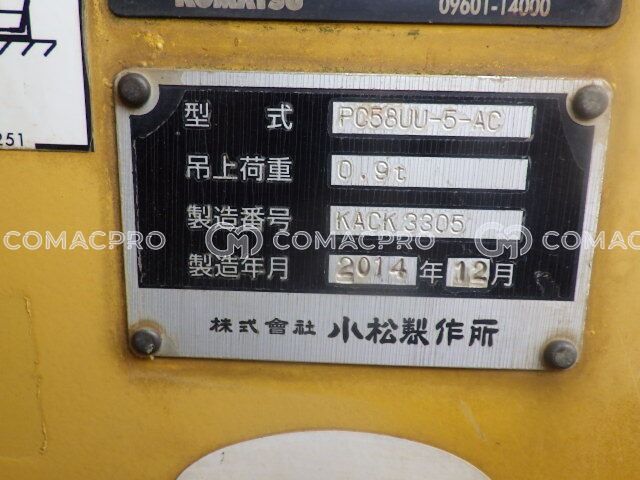 KOMATSU 09601-14000
251
型 式 PC58UU-5-AC
吊上荷重 0.9t
製造番号 KACK3305
COMACPRO COMACPRO COMACPRO
製造年月 2014 年 12 月
株式會社 小松製作所